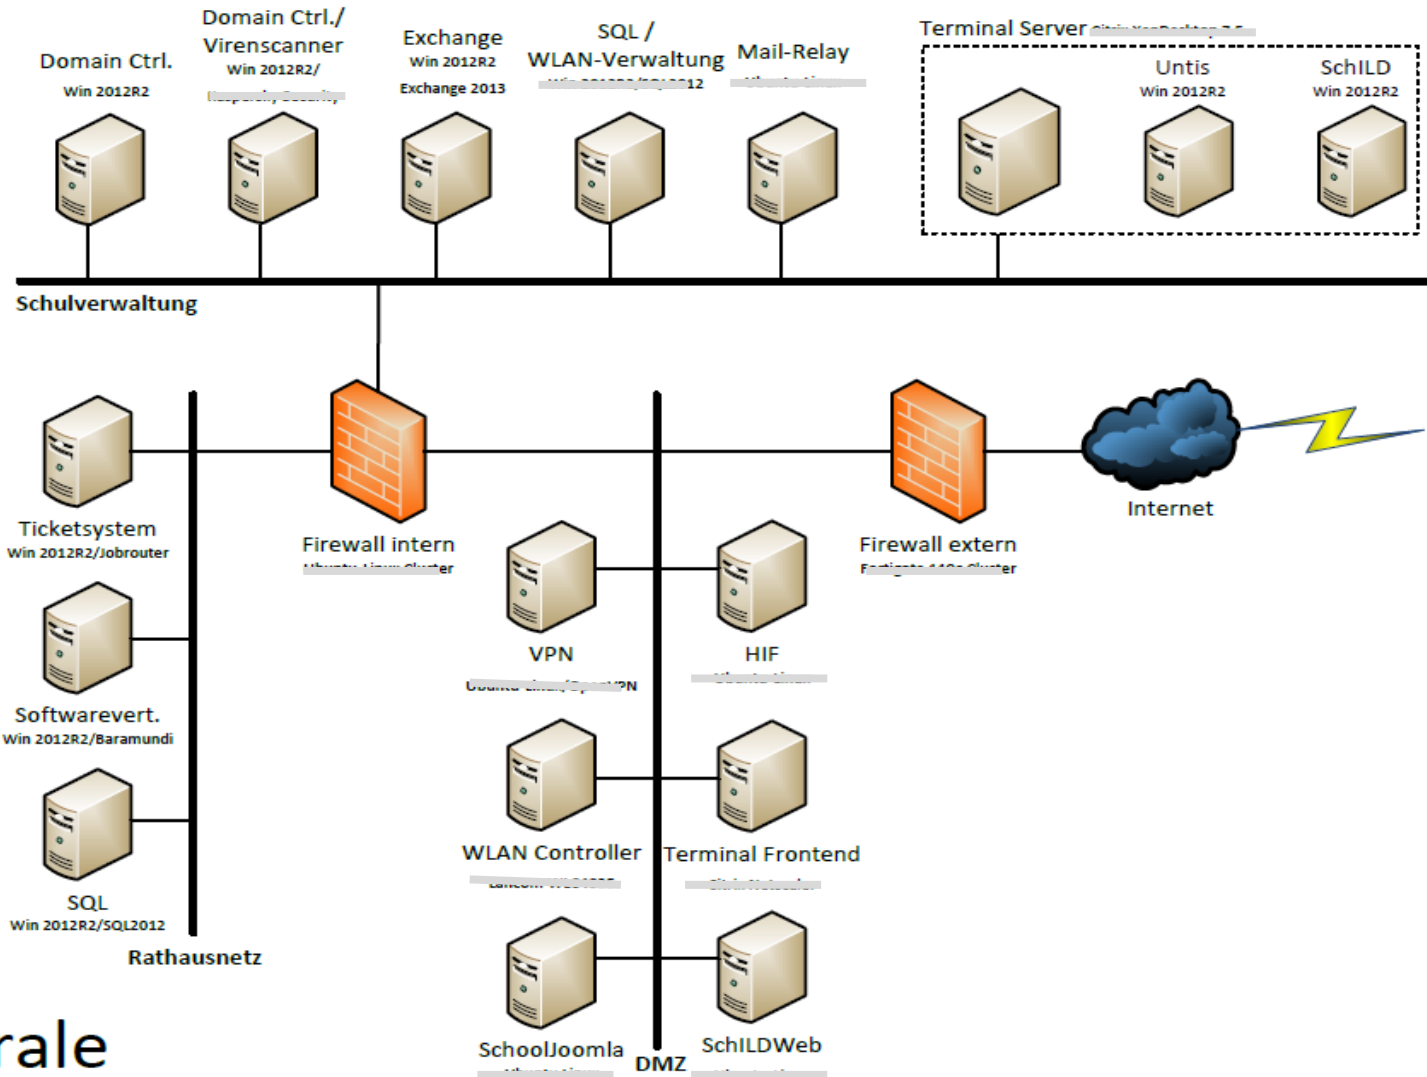 Domain Ctrl.
Win 2012R2
Domain Ctrl./
Virenscanner
Win 2012R2/
Exchange
Win 2012R2
Exchange 2013
SQL /
WLAN-Verwaltung
Mail-Relay
Terminal Server
Untis
Win 2012R2
SchILD
Win 2012R2
Schulverwaltung
Ticketsystem
Win 2012R2/Jobrouter
Softwarevert.
Win 2012R2/Baramundi
SQL
Win 2012R2/SQL2012
Rathausnetz
Firewall intern
Firewall extern
Internet
VPN
HIF
WLAN Controller
Terminal Frontend
SchoolJoomla
SchILDWeb
DMZ
rale